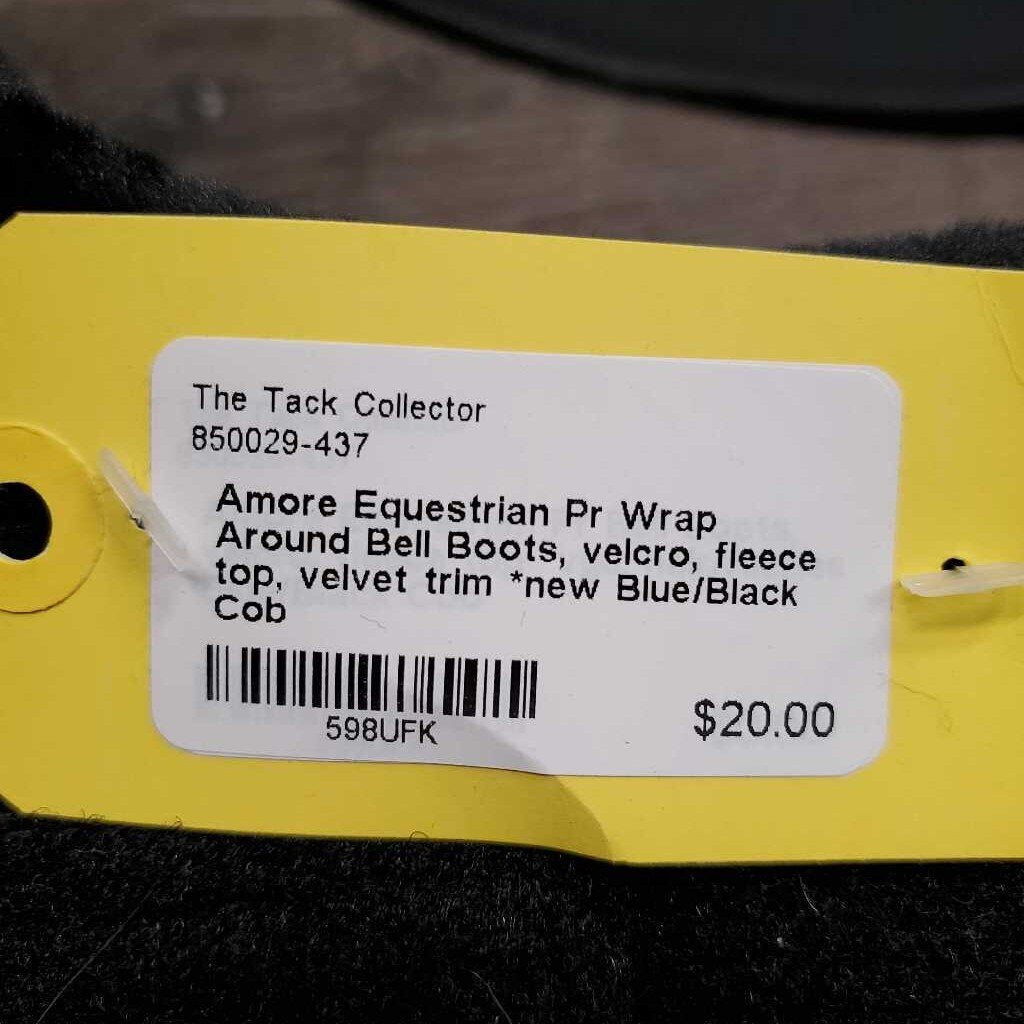 The Tack Collector
850029-437
Amore Equestrian Pr Wrap
Around Bell Boots, velcro, fleece
top, velvet trim *new Blue/Black
Cob
598UFK
$20.00